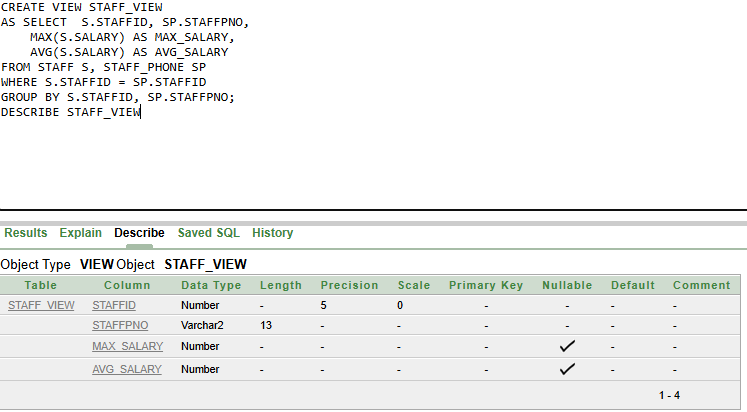 CREATE VIEW STAFF_VIEW
AS SELECT  S.STAFFID, SP.STAFFPNO,
    MAX(S.SALARY) AS MAX_SALARY,
    AVG(S.SALARY) AS AVG_SALARY
FROM STAFF S, STAFF_PHONE SP
WHERE S.STAFFID = SP.STAFFID
GROUP BY S.STAFFID, SP.STAFFPNO;
DESCRIBE STAFF_VIEW
Results Explain Describe Saved SQL History
Object Type VIEW Object STAFF_VIEW
Table Column Data Type Length Precision Scale Primary Key Nullable Default Comment
STAFF_VIEW STAFFID Number - 5 0 - - - -
STAFFPNO Varchar2 13 - - - - - -
MAX_SALARY Number - - - - ✓ - -
AVG_SALARY Number - - - - ✓ - -
1 - 4